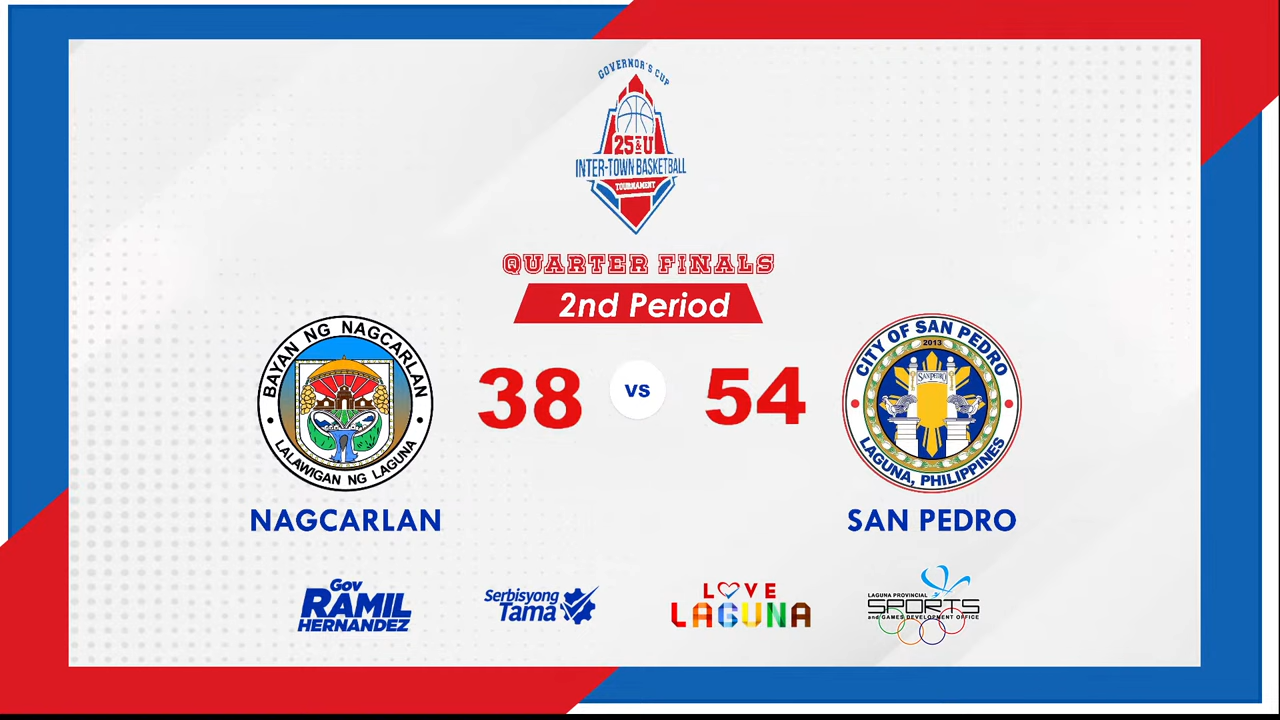 GOVERNOR'S CUP
25 & U
INTER-TOWN BASKETBALL
TOURNAMENT
QUARTER FINALS
2nd Period
BAYAN NG NAGCARLAN
LALAWIGAN NG LAGUNA
38
VS
54
CITY OF SAN PEDRO
2013
SAN PEDRO
LAGUNA, PHILIPPINES
NAGCARLAN
SAN PEDRO
Gov
RAMIL
HERNANDEZ
Serbisyong
Tama
LOVE
LAGUNA
LAGUNA PROVINCIAL
SPORTS
and GAMES DEVELOPMENT OFFICE